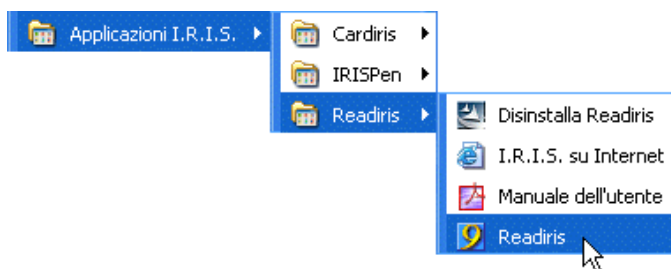 Applicazioni I.R.I.S.
Cardiris
IRISPen
Readiris
Disinstalla Readiris
I.R.I.S. su Internet
Manuale dell'utente
Readiris